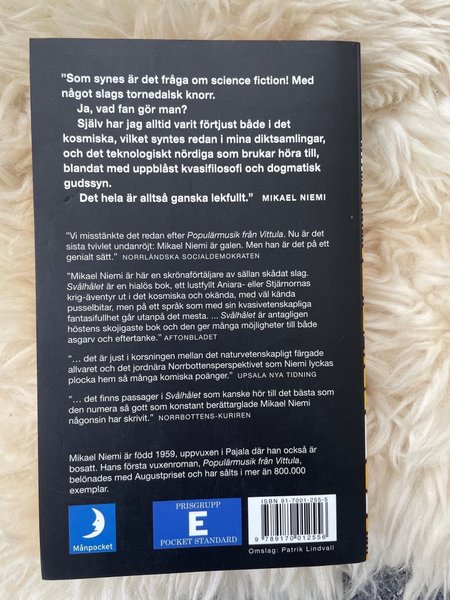 "Som synes är det fråga om science fiction! Med
något slags tornedalsk knorr.
Ja, vad fan gör man?
Själv har jag alltid varit förtjust både i det
kosmiska, vilket syntes redan i mina diktsamlingar,
och det teknologiskt nördiga som brukar höra till,
blandat med uppblåst kvasifilosofi och dogmatisk
gudssyn.
Det hela är alltså ganska lekfullt." MIKAEL NIEMI
"Vi misstänkte det redan efter Populärmusik från Vittula. Nu är det
sista tvivlet undanröjt: Mikael Niemi är galen. Men han är det på ett
genialt sätt." NORRLÄNDSKA SOCIALDEMOKRATEN
"Mikael Niemi är här en skrönaförtäljare av sällan skådat slag.
Svålhålet är en hialös bok, ett lustfyllt Aniara- eller Stjärnornas
krig-äventyr ut i det kosmiska och okända, med väl kända
pusselbitar, men på ett språk som med sin kvasivetenskapliga
fantasifullhet går utanpå det mesta. ... Svålhålet är antagligen
höstens skojigaste bok och den ger många möjligheter till både
asgarv och eftertanke." AFTONBLADET
"... det är just i korsningen mellan det naturvetenskapligt färgade
allvaret och det jordnära Norrbottensperspektivet som Niemi lyckas
plocka hem så många komiska poänger." UPSALA NYA TIDNING
"... det finns passager i Svålhålet som kanske hör till det bästa som
den numera så gott som konstant berättarglade Mikael Niemi
någonsin har skrivit." NORRBOTTENS-KURIREN
Mikael Niemi är född 1959, uppvuxen i Pajala där han också är
bosatt. Hans första vuxenroman, Populärmusik från Vittula,
belönades med Augustpriset och har sålts i mer än 800.000
exemplar.
Månpocket
PRISGRUPP
E
POCKET STANDARD
ISBN 91-7001-255-5
9 789170 012556
Omslag: Patrik Lindvall